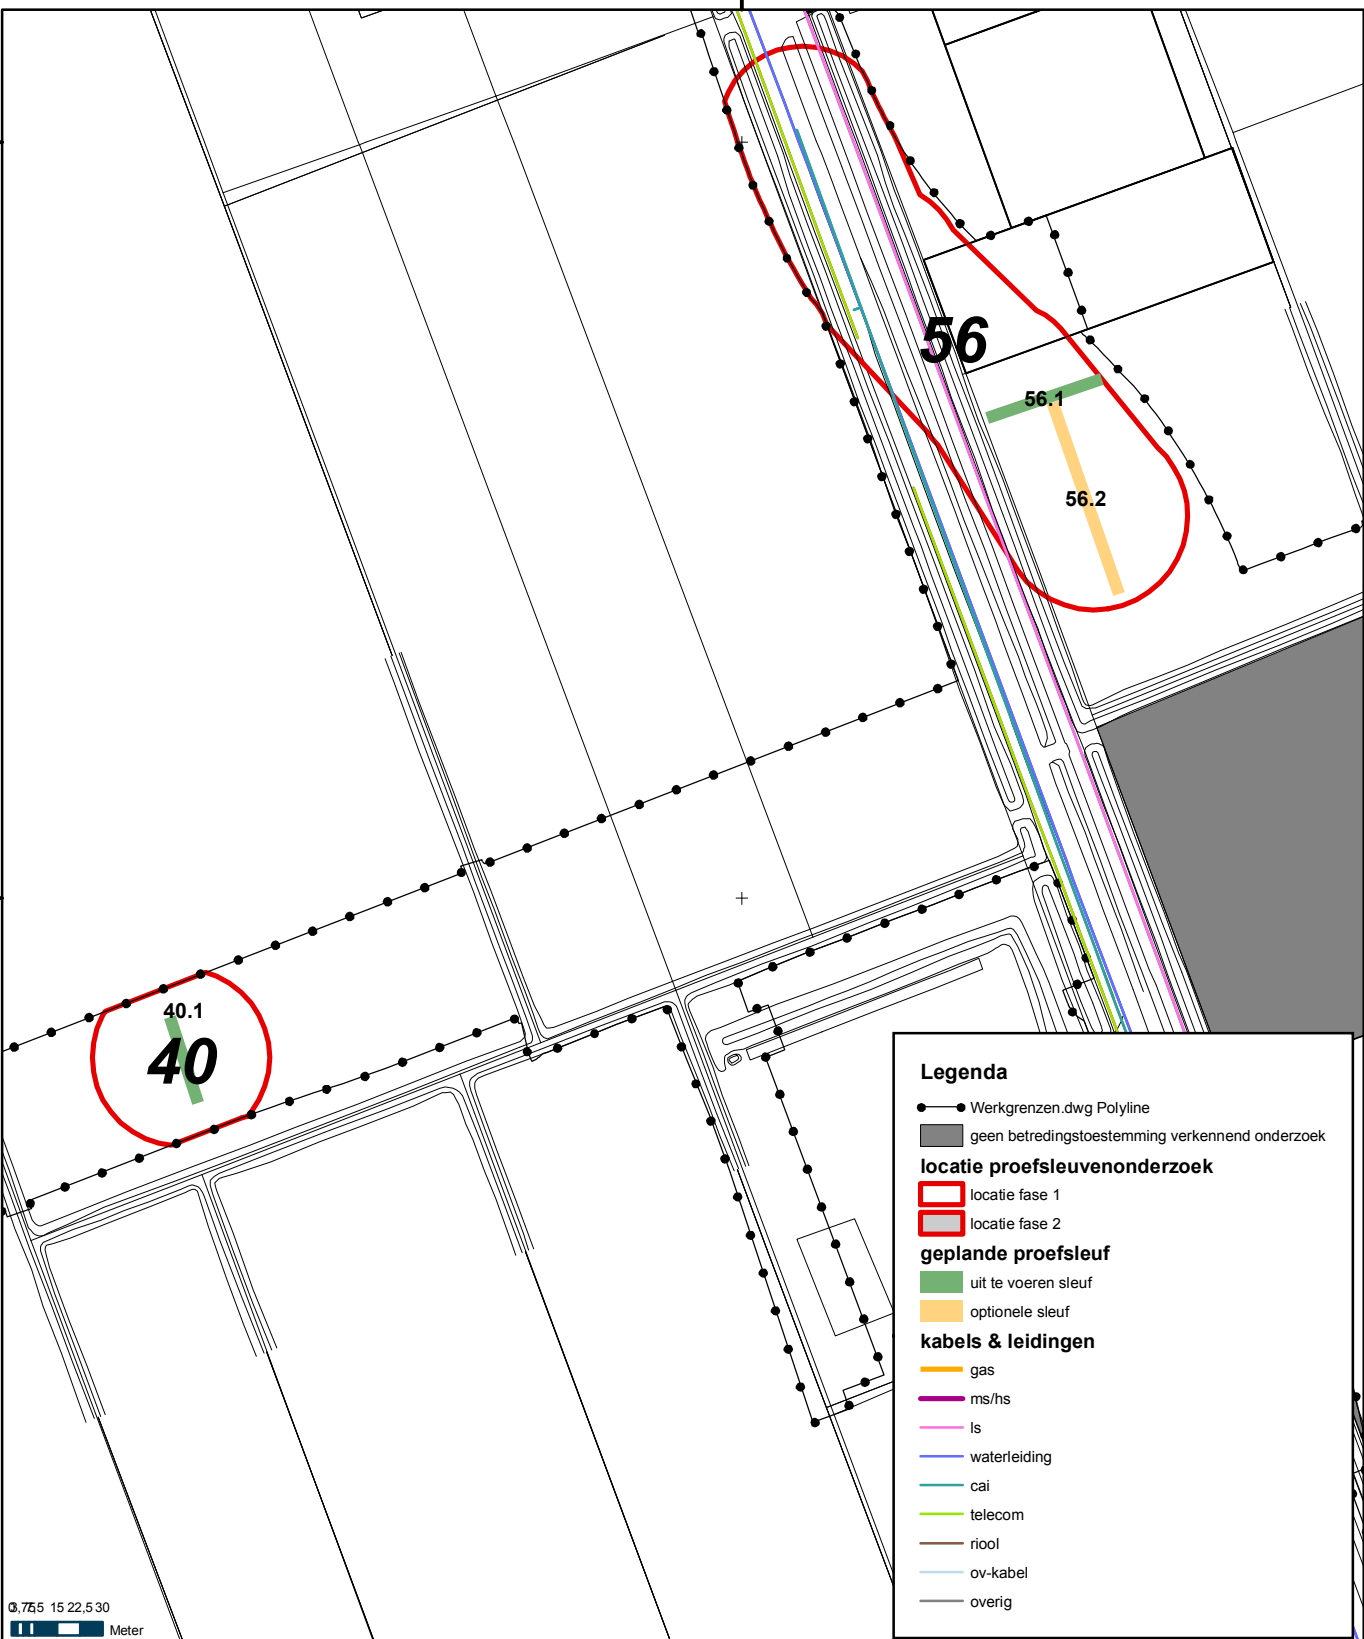 56
56.1
56.2
40.1
40
Legenda
Werkgrenzen.dwg Polyline
geen betredingstoestemming verkennend onderzoek
locatie proefsleuvenonderzoek
locatie fase 1
locatie fase 2
geplande proefsleuf
uit te voeren sleuf
optionele sleuf
kabels & leidingen
gas
ms/hs
ls
waterleiding
cai
telecom
riool
ov-kabel
overig
15 22,5 30
Meter